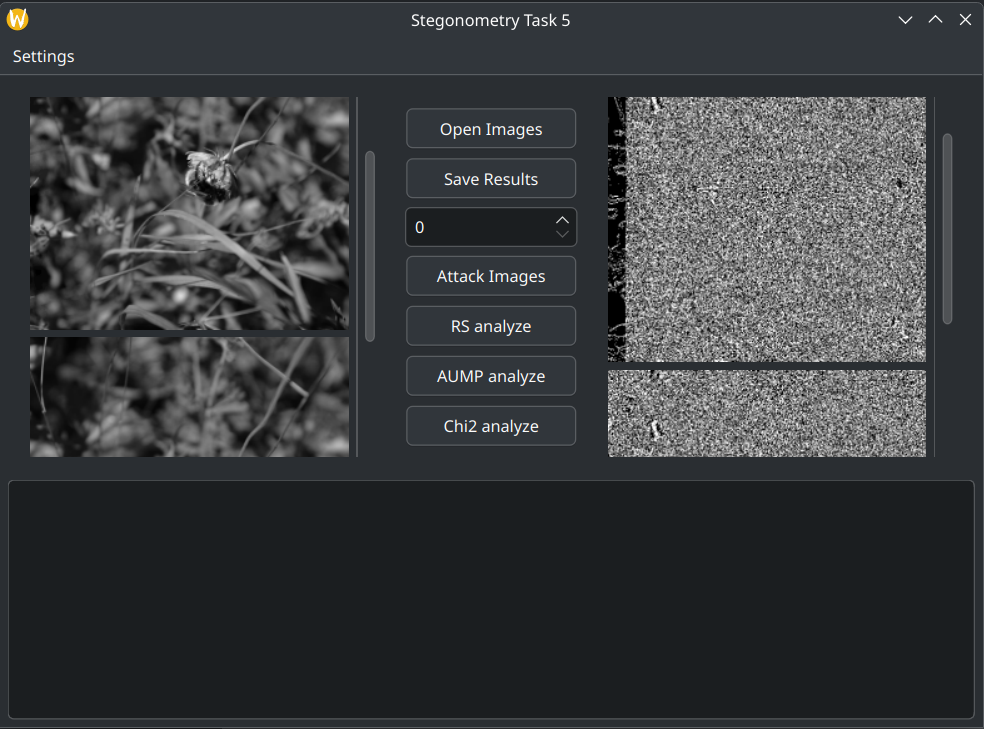 Stegonometry Task 5
Settings
Open Images
Save Results
0
Attack Images
RS analyze
AUMP analyze
Chi2 analyze